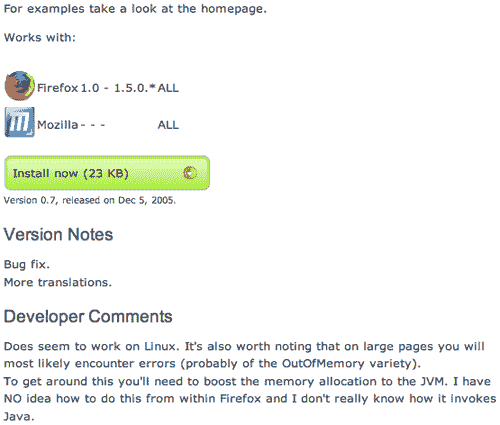 For examples take a look at the homepage.
Works with:
Firefox 1.0 - 1.5.0.* ALL
m
Mozilla - - - ALL
Install now (23 KB)
Version 0.7, released on Dec 5, 2005.
Version Notes
Bug fix.
More translations.
Developer Comments
Does seem to work on Linux. It's also worth noting that on large pages you will
most likely encounter errors (probably of the OutOfMemory variety).
To get around this you'll need to boost the memory allocation to the JVM. I have
NO idea how to do this from within Firefox and I don't really know how it invokes
Java.